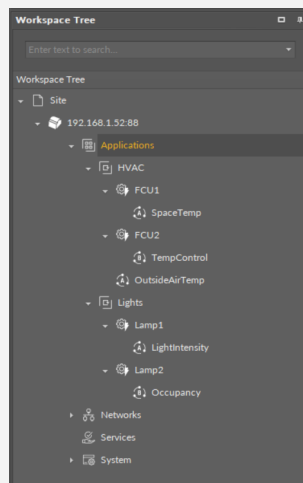 Workspace Tree
Enter text to search...
Workspace Tree
Site
192.168.1.52:88
Applications
HVAC
FCU1
A SpaceTemp
FCU2
B TempControl
A OutsideAirTemp
Lights
Lamp1
A LightIntensity
Lamp2
B Occupancy
Networks
Services
System